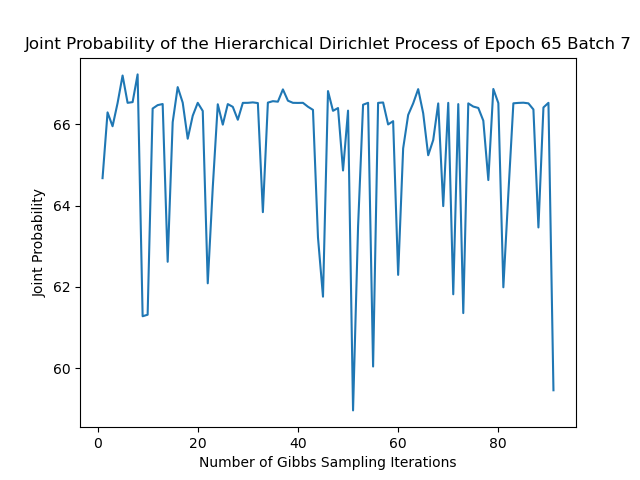 Joint Probability of the Hierarchical Dirichlet Process of Epoch 65 Batch 7
Joint Probability
66
64
62
60
0 20 40 60 80
Number of Gibbs Sampling Iterations